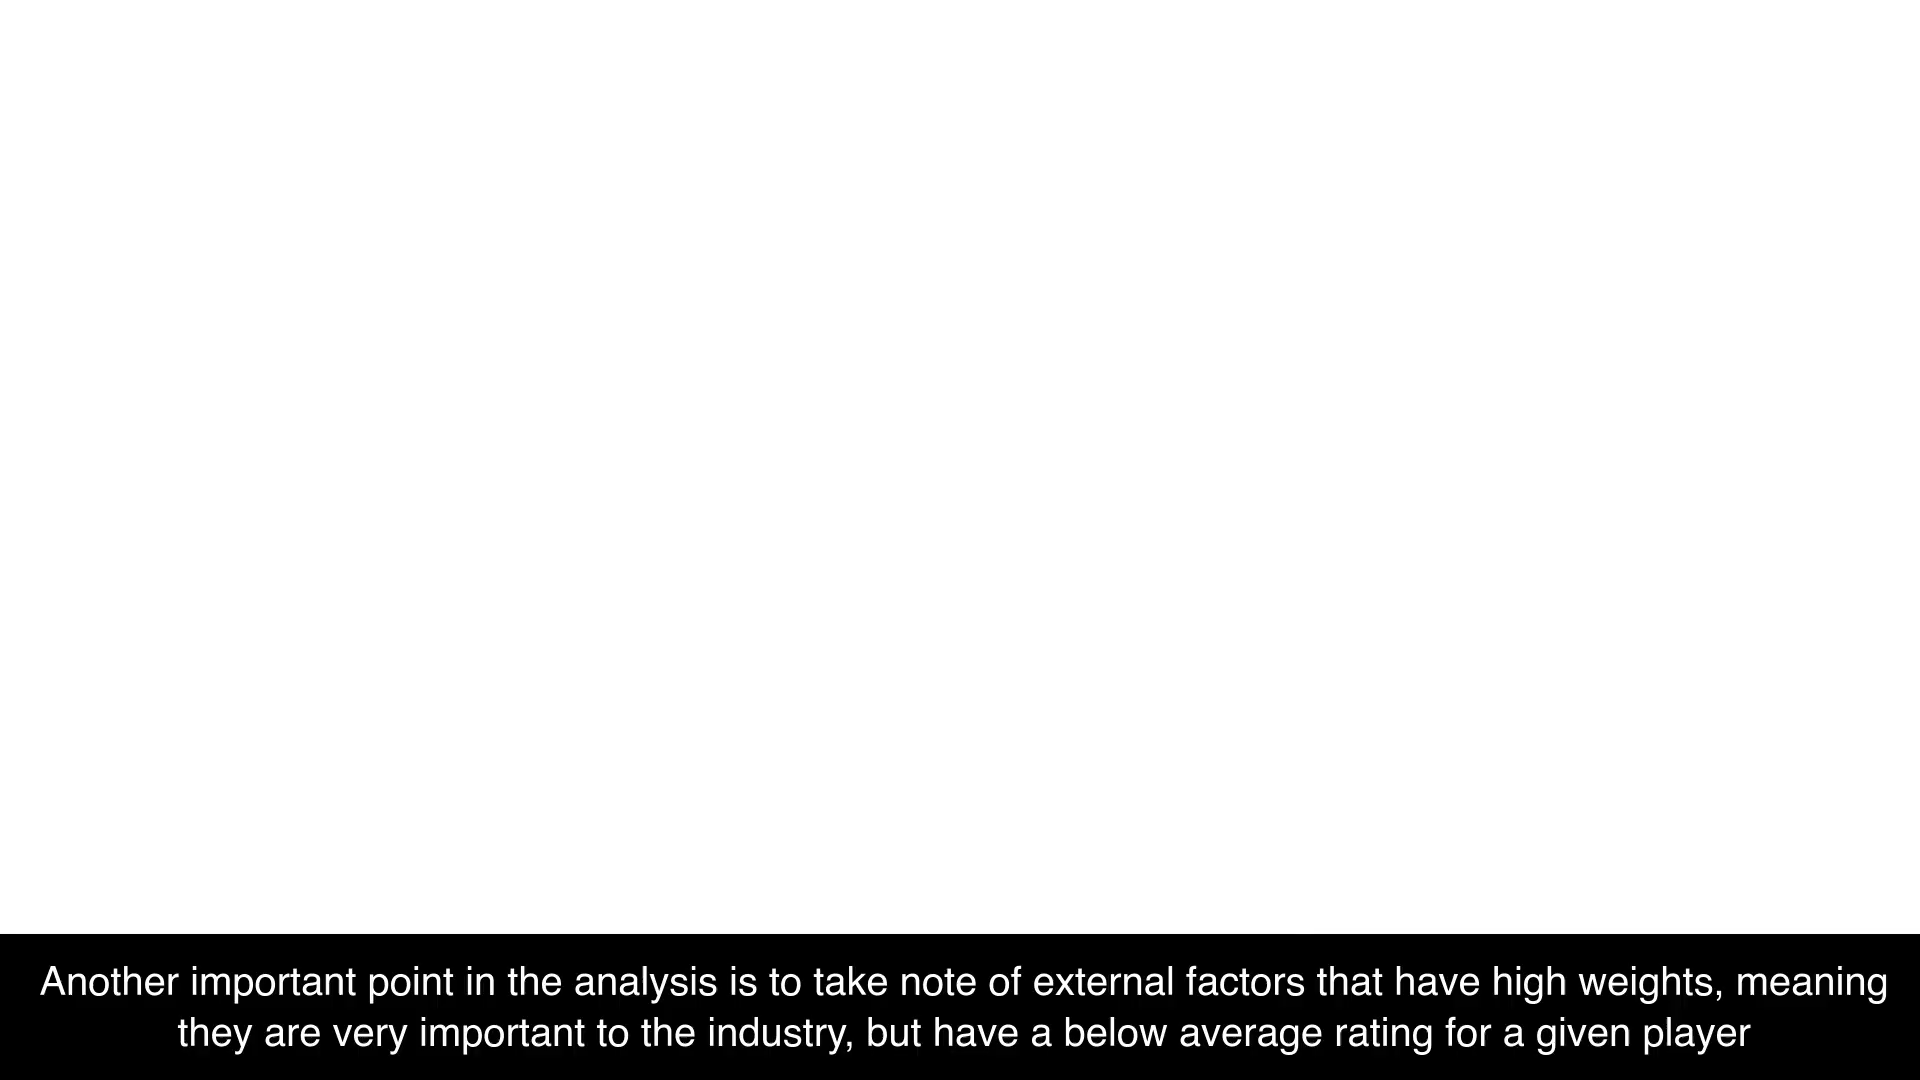 Another important point in the analysis is to take note of external factors that have high weights, meaning
they are very important to the industry, but have a below average rating for a given player